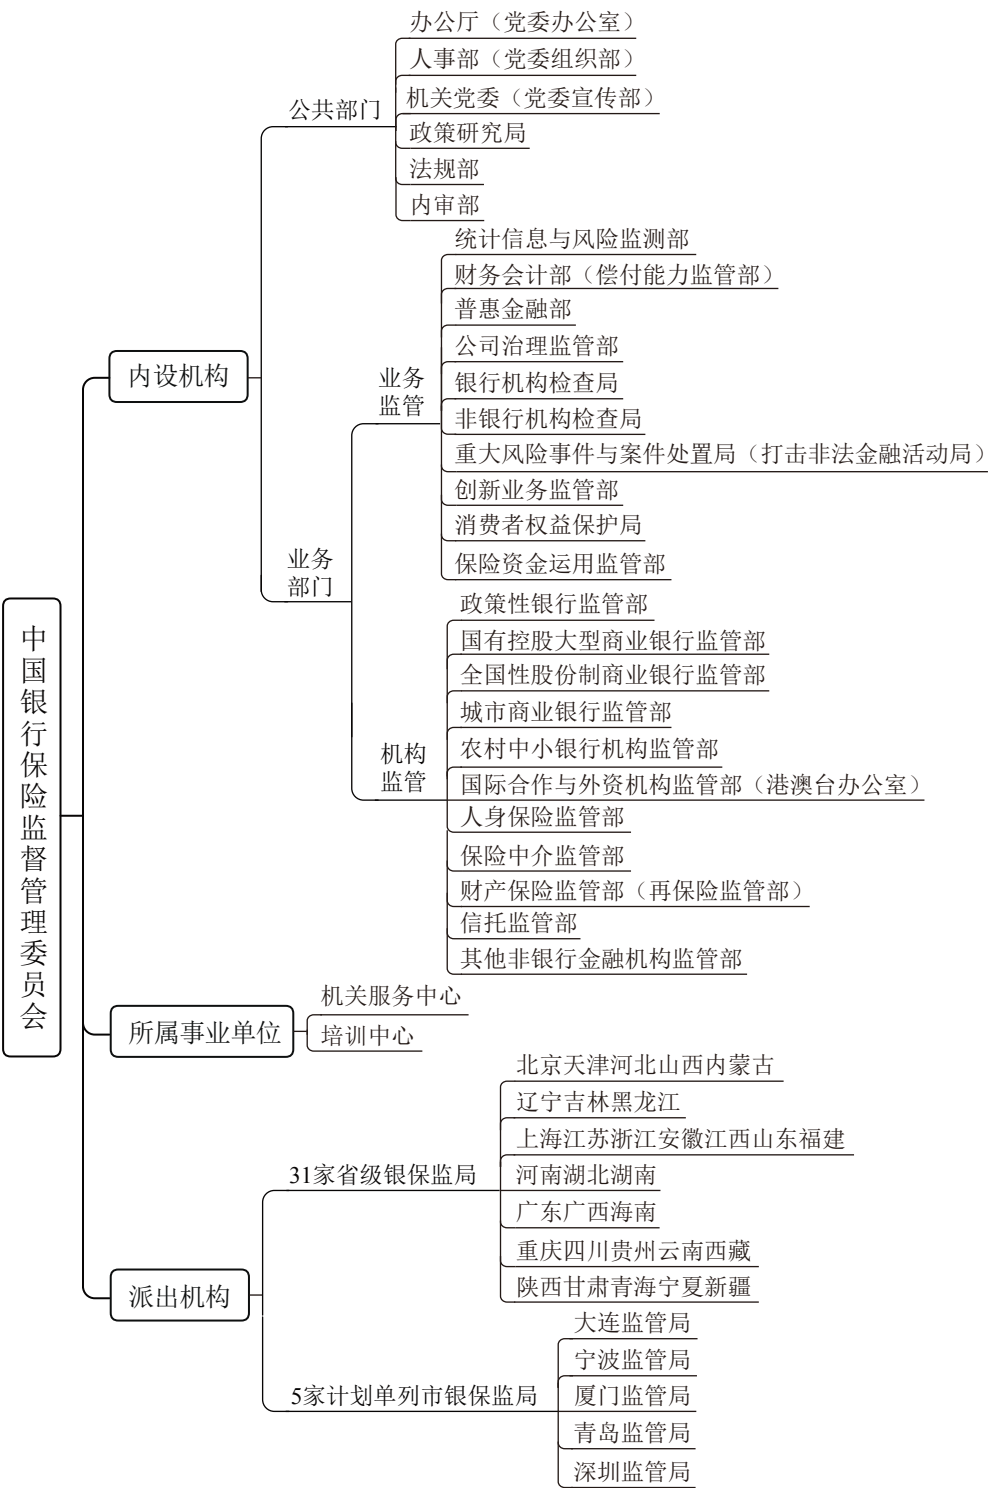 中国银行保险监督管理委员会
内设机构
公共部门
办公厅（党委办公室）
人事部（党委组织部）
机关党委（党委宣传部）
政策研究局
法规部
内审部
业务
部门
业务
监管
统计信息与风险监测部
财务会计部（偿付能力监管部）
普惠金融部
公司治理监管部
银行机构检查局
非银行机构检查局
重大风险事件与案件处置局（打击非法金融活动局）
创新业务监管部
消费者权益保护局
保险资金运用监管部
机构
监管
政策性银行监管部
国有控股大型商业银行监管部
全国性股份制商业银行监管部
城市商业银行监管部
农村中小银行机构监管部
国际合作与外资机构监管部（港澳台办公室）
人身保险监管部
保险中介监管部
财产保险监管部（再保险监管部）
信托监管部
其他非银行金融机构监管部
所属事业单位
机关服务中心
培训中心
派出机构
31家省级银保监局
北京天津河北山西内蒙古
辽宁吉林黑龙江
上海江苏浙江安徽江西山东福建
河南湖北湖南
广东广西海南
重庆四川贵州云南西藏
陕西甘肃青海宁夏新疆
5家计划单列市银保监局
大连监管局
宁波监管局
厦门监管局
青岛监管局
深圳监管局